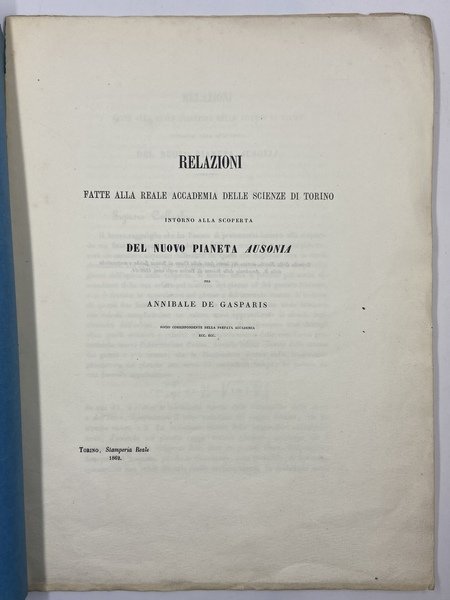 RELAZIONI
FATTE ALLA REALE ACCADEMIA DELLE SCIENZE DI TORINO
INTORNO ALLA SCOPERTA
DEL NUOVO PIANETA AUSONIA
PER
ANNIBALE DE GASPARIS
SOCIO CORRISPONDENTE DELLA PREFATA ACCADEMIA
ECC. ECC.
TORINO, Stamperia Reale
1862.